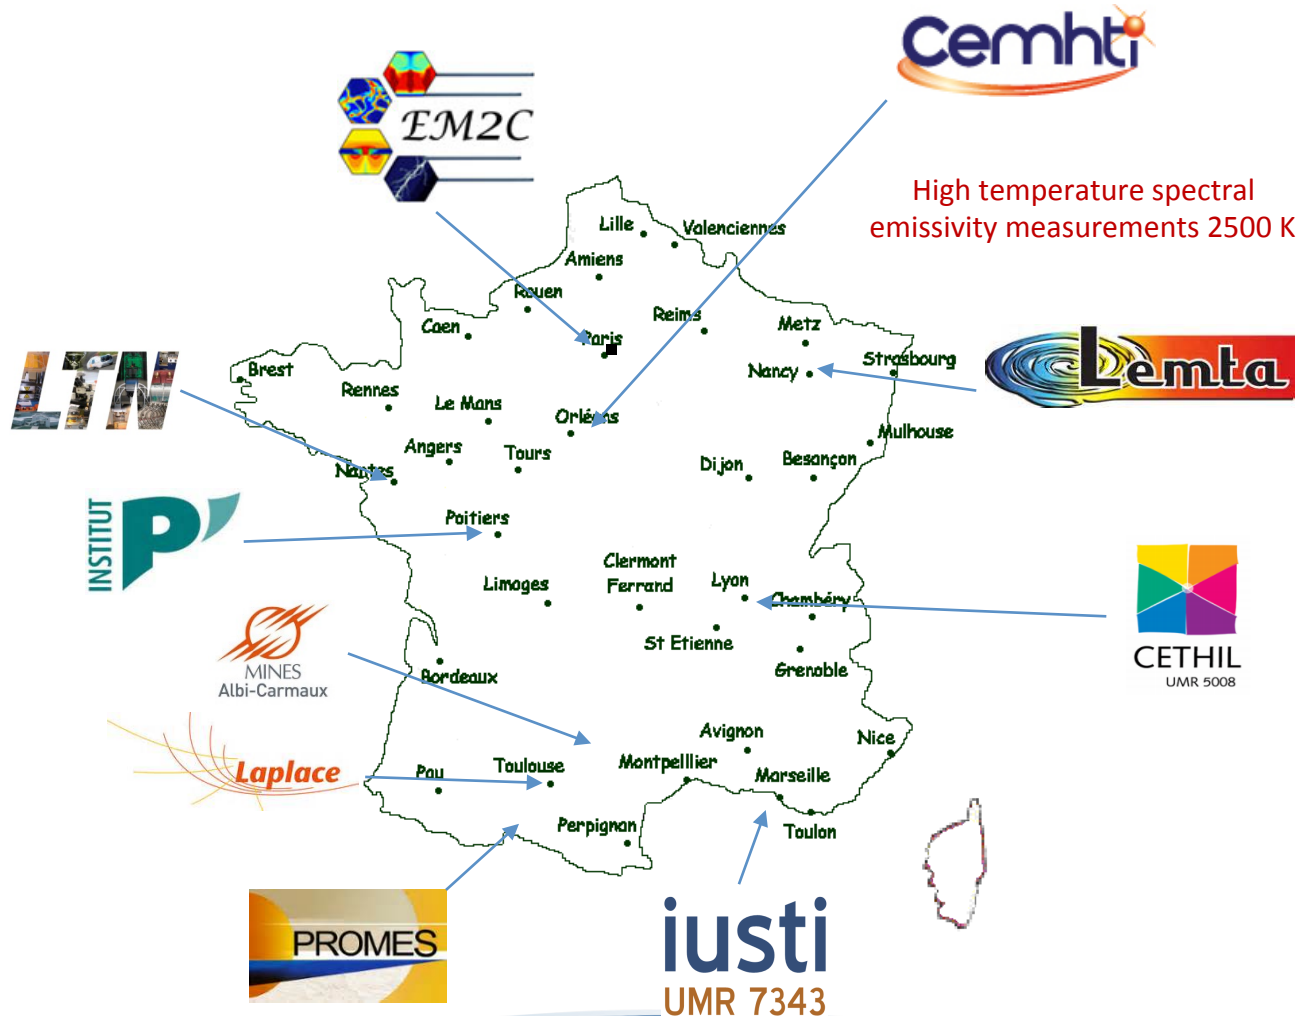 Cemhti
EM2C
High temperature spectral
emissivity measurements 2500 K
Lille
Valenciennes
Amiens
Rouen
Caen
Paris
Reims
Metz
Nancy
Strasbourg
Lemta
LTN
Brest
Rennes
Le Mans
Orléans
Angers
Tours
Nantes
Mulhouse
Dijon
Besançon
INSTITUT
P'
Poitiers
Limoges
Clermont
Ferrand
Lyon
Chambéry
St Etienne
Grenoble
CETHIL
UMR 5008
MINES
Albi-Carmaux
Bordeaux
Laplace
Pau
Toulouse
Montpelllier
Avignon
Nice
Marseille
Toulon
Perpignan
PROMES
iusti
UMR 7343